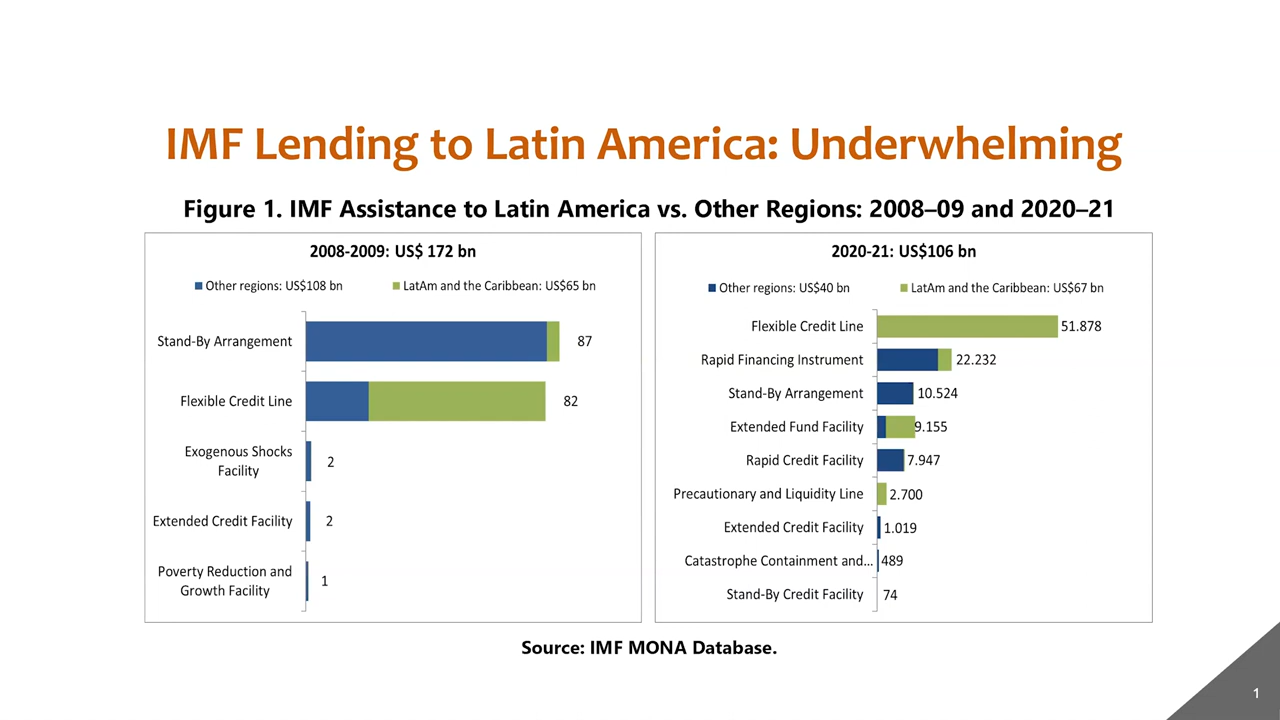 IMF Lending to Latin America: Underwhelming
Figure 1. IMF Assistance to Latin America vs. Other Regions: 2008–09 and 2020–21
2008-2009: US$ 172 bn
Other regions: US$108 bn
LatAm and the Caribbean: US$65 bn
Stand-By Arrangement
87
Flexible Credit Line
82
Exogenous Shocks
Facility
2
Extended Credit Facility
2
Poverty Reduction and
Growth Facility
1
2020-21: US$106 bn
Other regions: US$40 bn
LatAm and the Caribbean: US$67 bn
Flexible Credit Line
51.878
Rapid Financing Instrument
22.232
Stand-By Arrangement
10.524
Extended Fund Facility
9.155
Rapid Credit Facility
7.947
Precautionary and Liquidity Line
2.700
Extended Credit Facility
1.019
Catastrophe Containment and...
489
Stand-By Credit Facility
74
Source: IMF MONA Database.
1